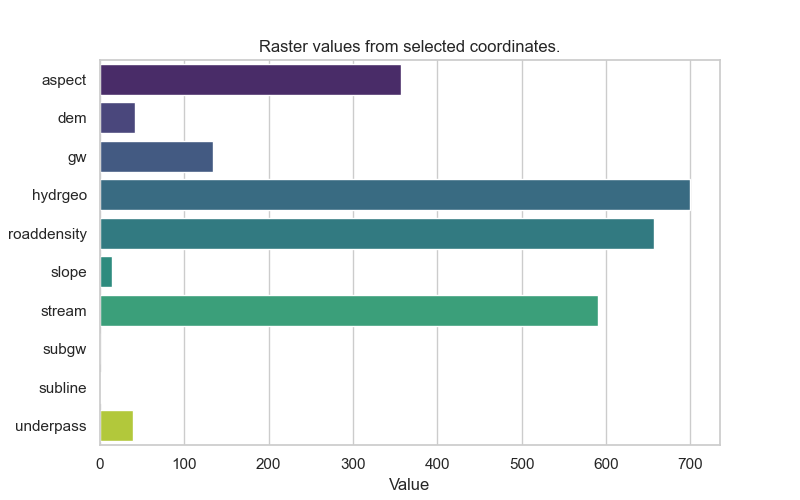 Raster values from selected coordinates.
aspect
dem
gw
hydrgeo
roaddensity
slope
stream
subgw
subline
underpass
0 100 200 300 400 500 600 700
Value